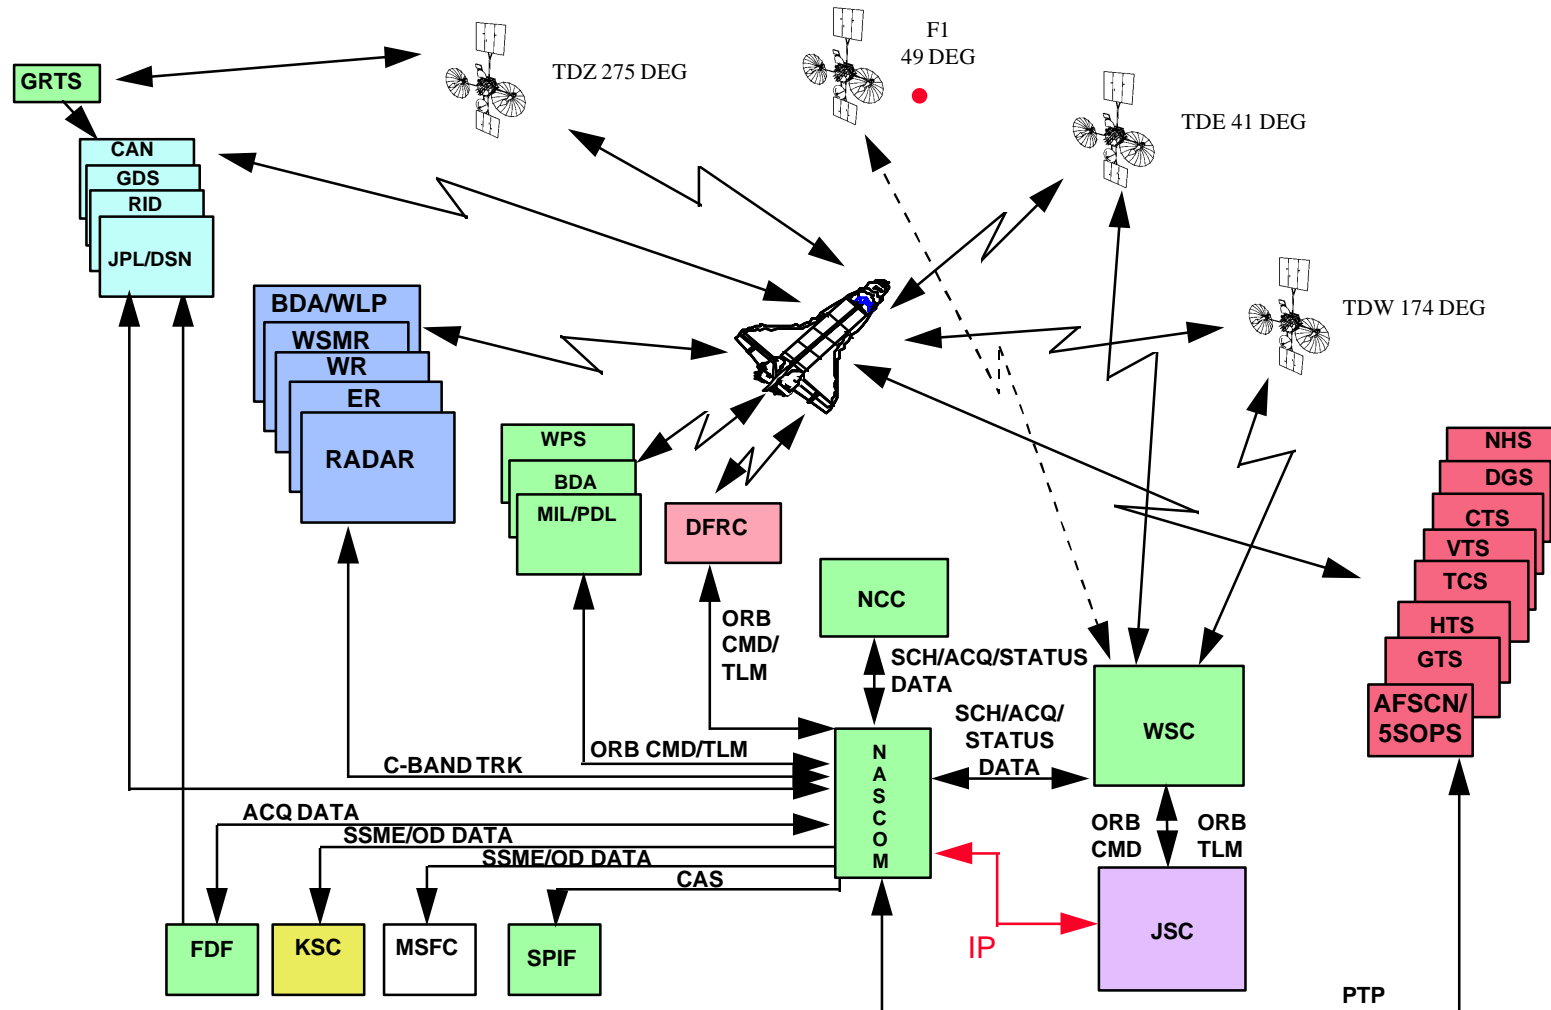 F1
49 DEG
TDZ 275 DEG
GRTS
TDE 41 DEG
CAN
GDS
RID
JPL/DSN
BDA/WLP
WSMR
WR
ER
RADAR
TDW 174 DEG
WPS
BDA
MIL/PDL
DFRC
NHS
DGS
CTS
VTS
TCS
HTS
GTS
AFSCN/
5SOPS
NCC
ORB
CMD/
TLM
SCH/ACQ/STATUS
DATA
SCH/ACQ/
STATUS
DATA
WSC
NASCOM
ORB CMD/TLM
C-BAND TRK
ACQ DATA
SSME/OD DATA
SSME/OD DATA
CAS
ORB
CMD
ORB
TLM
FDF
KSC
MSFC
SPIF
IP
JSC
PTP